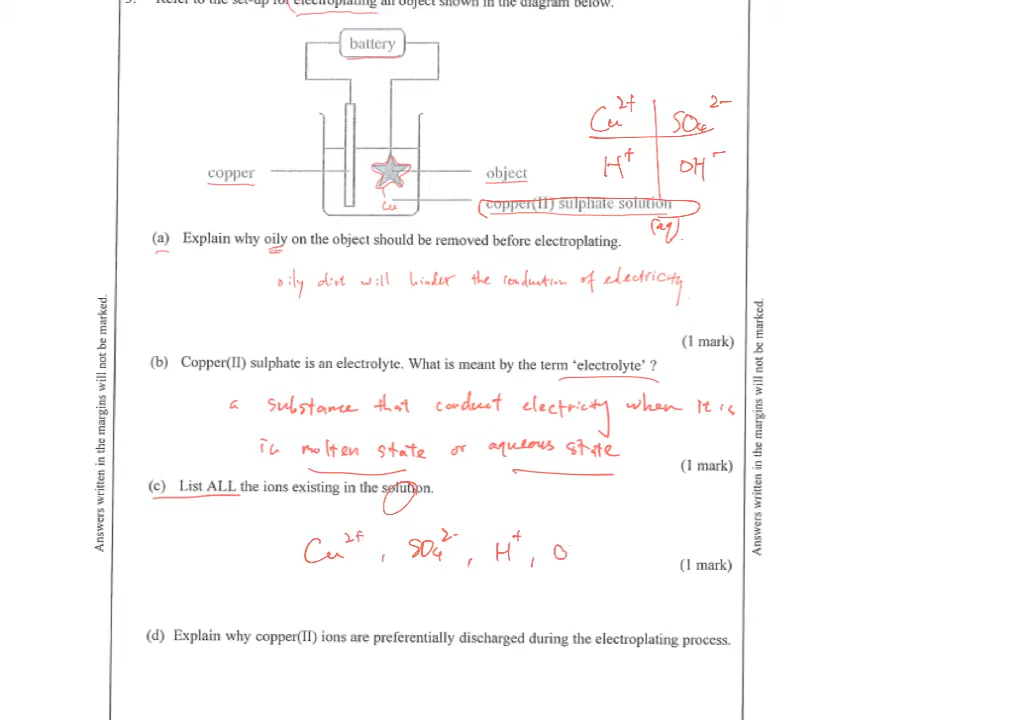 5. Refer to the set-up for electroplating an object shown in the diagram below.
battery
Cu²⁺ SO₄²⁻
H⁺ OH⁻
copper
object
Cu
copper(II) sulphate solution
(aq)
(a) Explain why oily on the object should be removed before electroplating.
oily dirt will hinder the conduction of electricity
(1 mark)
(b) Copper(II) sulphate is an electrolyte. What is meant by the term ‘electrolyte’ ?
a substance that conduct electricity when it is
in molten state or aqueous state
(1 mark)
(c) List ALL the ions existing in the solution.
Cu²⁺, SO₄²⁻, H⁺, O
(1 mark)
(d) Explain why copper(II) ions are preferentially discharged during the electroplating process.
Answers written in the margins will not be marked.
Answers written in the margins will not be marked.